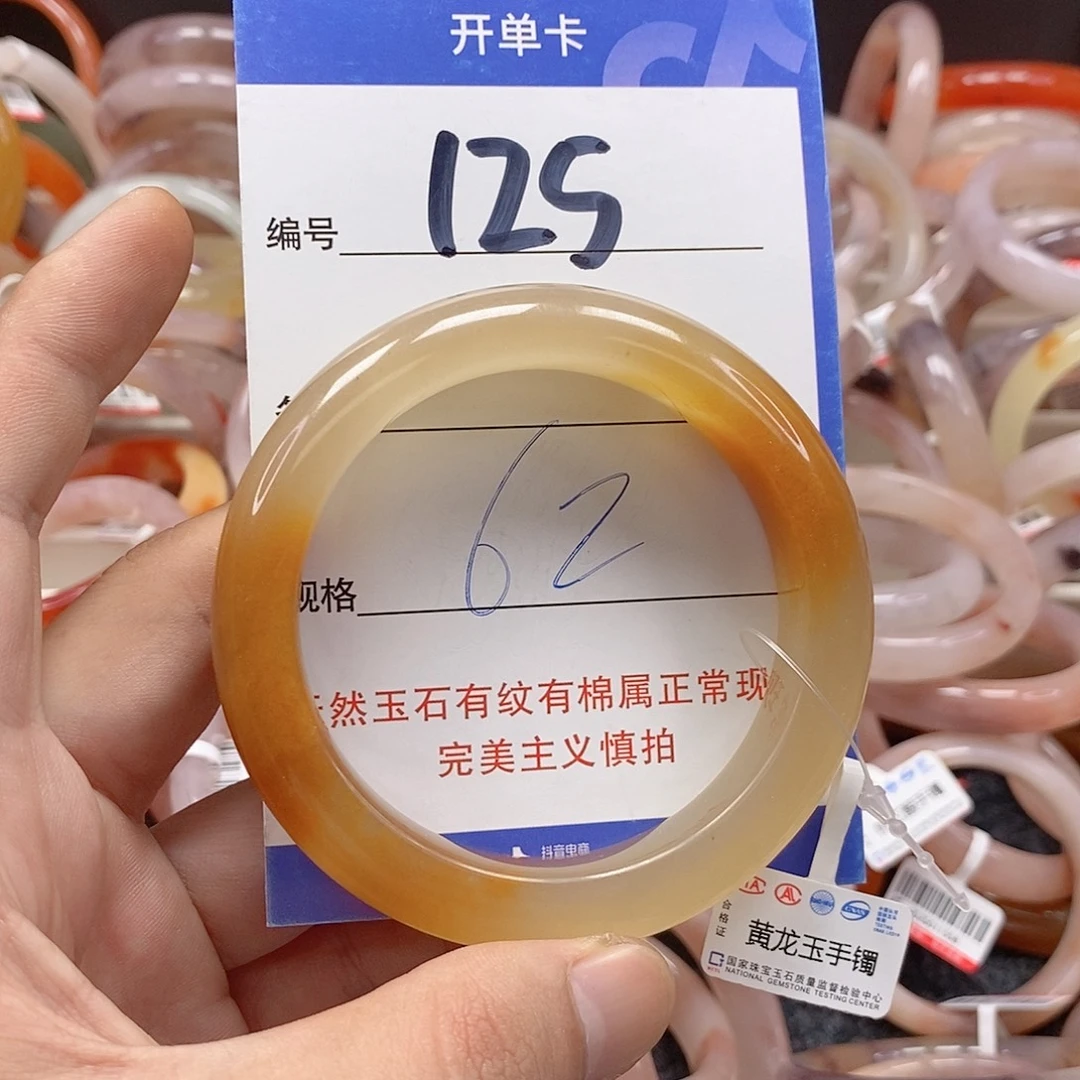 开单卡
编号 125
62
规格
然玉石有纹有棉属正常现
完美主义慎拍
抖音电商
合格证
黄龙玉手镯
国家珠宝玉石质量监督检验中心
NATIONAL GEMSTONE TESTING CENTER